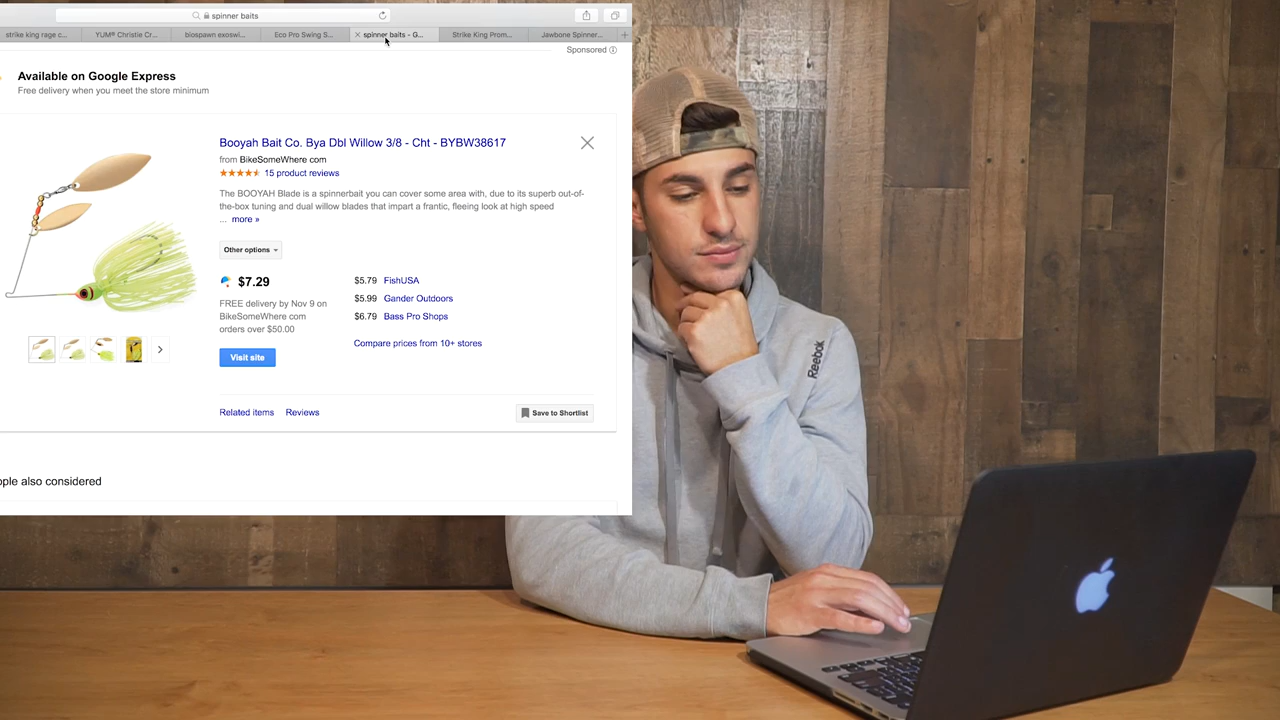 spinner baits
strike king rage c...
YUM® Christie Cr...
biospawn exoswi...
Eco Pro Swing S...
spinner baits - G...
Strike King Prom...
Jawbone Spinner...
Sponsored
Available on Google Express
Free delivery when you meet the store minimum
Booyah Bait Co. Bya Dbl Willow 3/8 - Cht - BYBW38617
from BikeSomeWhere com
15 product reviews
The BOOYAH Blade is a spinnerbait you can cover some area with, due to its superb out-of-
the-box tuning and dual willow blades that impart a frantic, fleeing look at high speed
... more »
Other options
$7.29
FREE delivery by Nov 9 on
BikeSomeWhere com
orders over $50.00
Visit site
$5.79 FishUSA
$5.99 Gander Outdoors
$6.79 Bass Pro Shops
Compare prices from 10+ stores
Related items Reviews
Save to Shortlist
ople also considered
Reebok